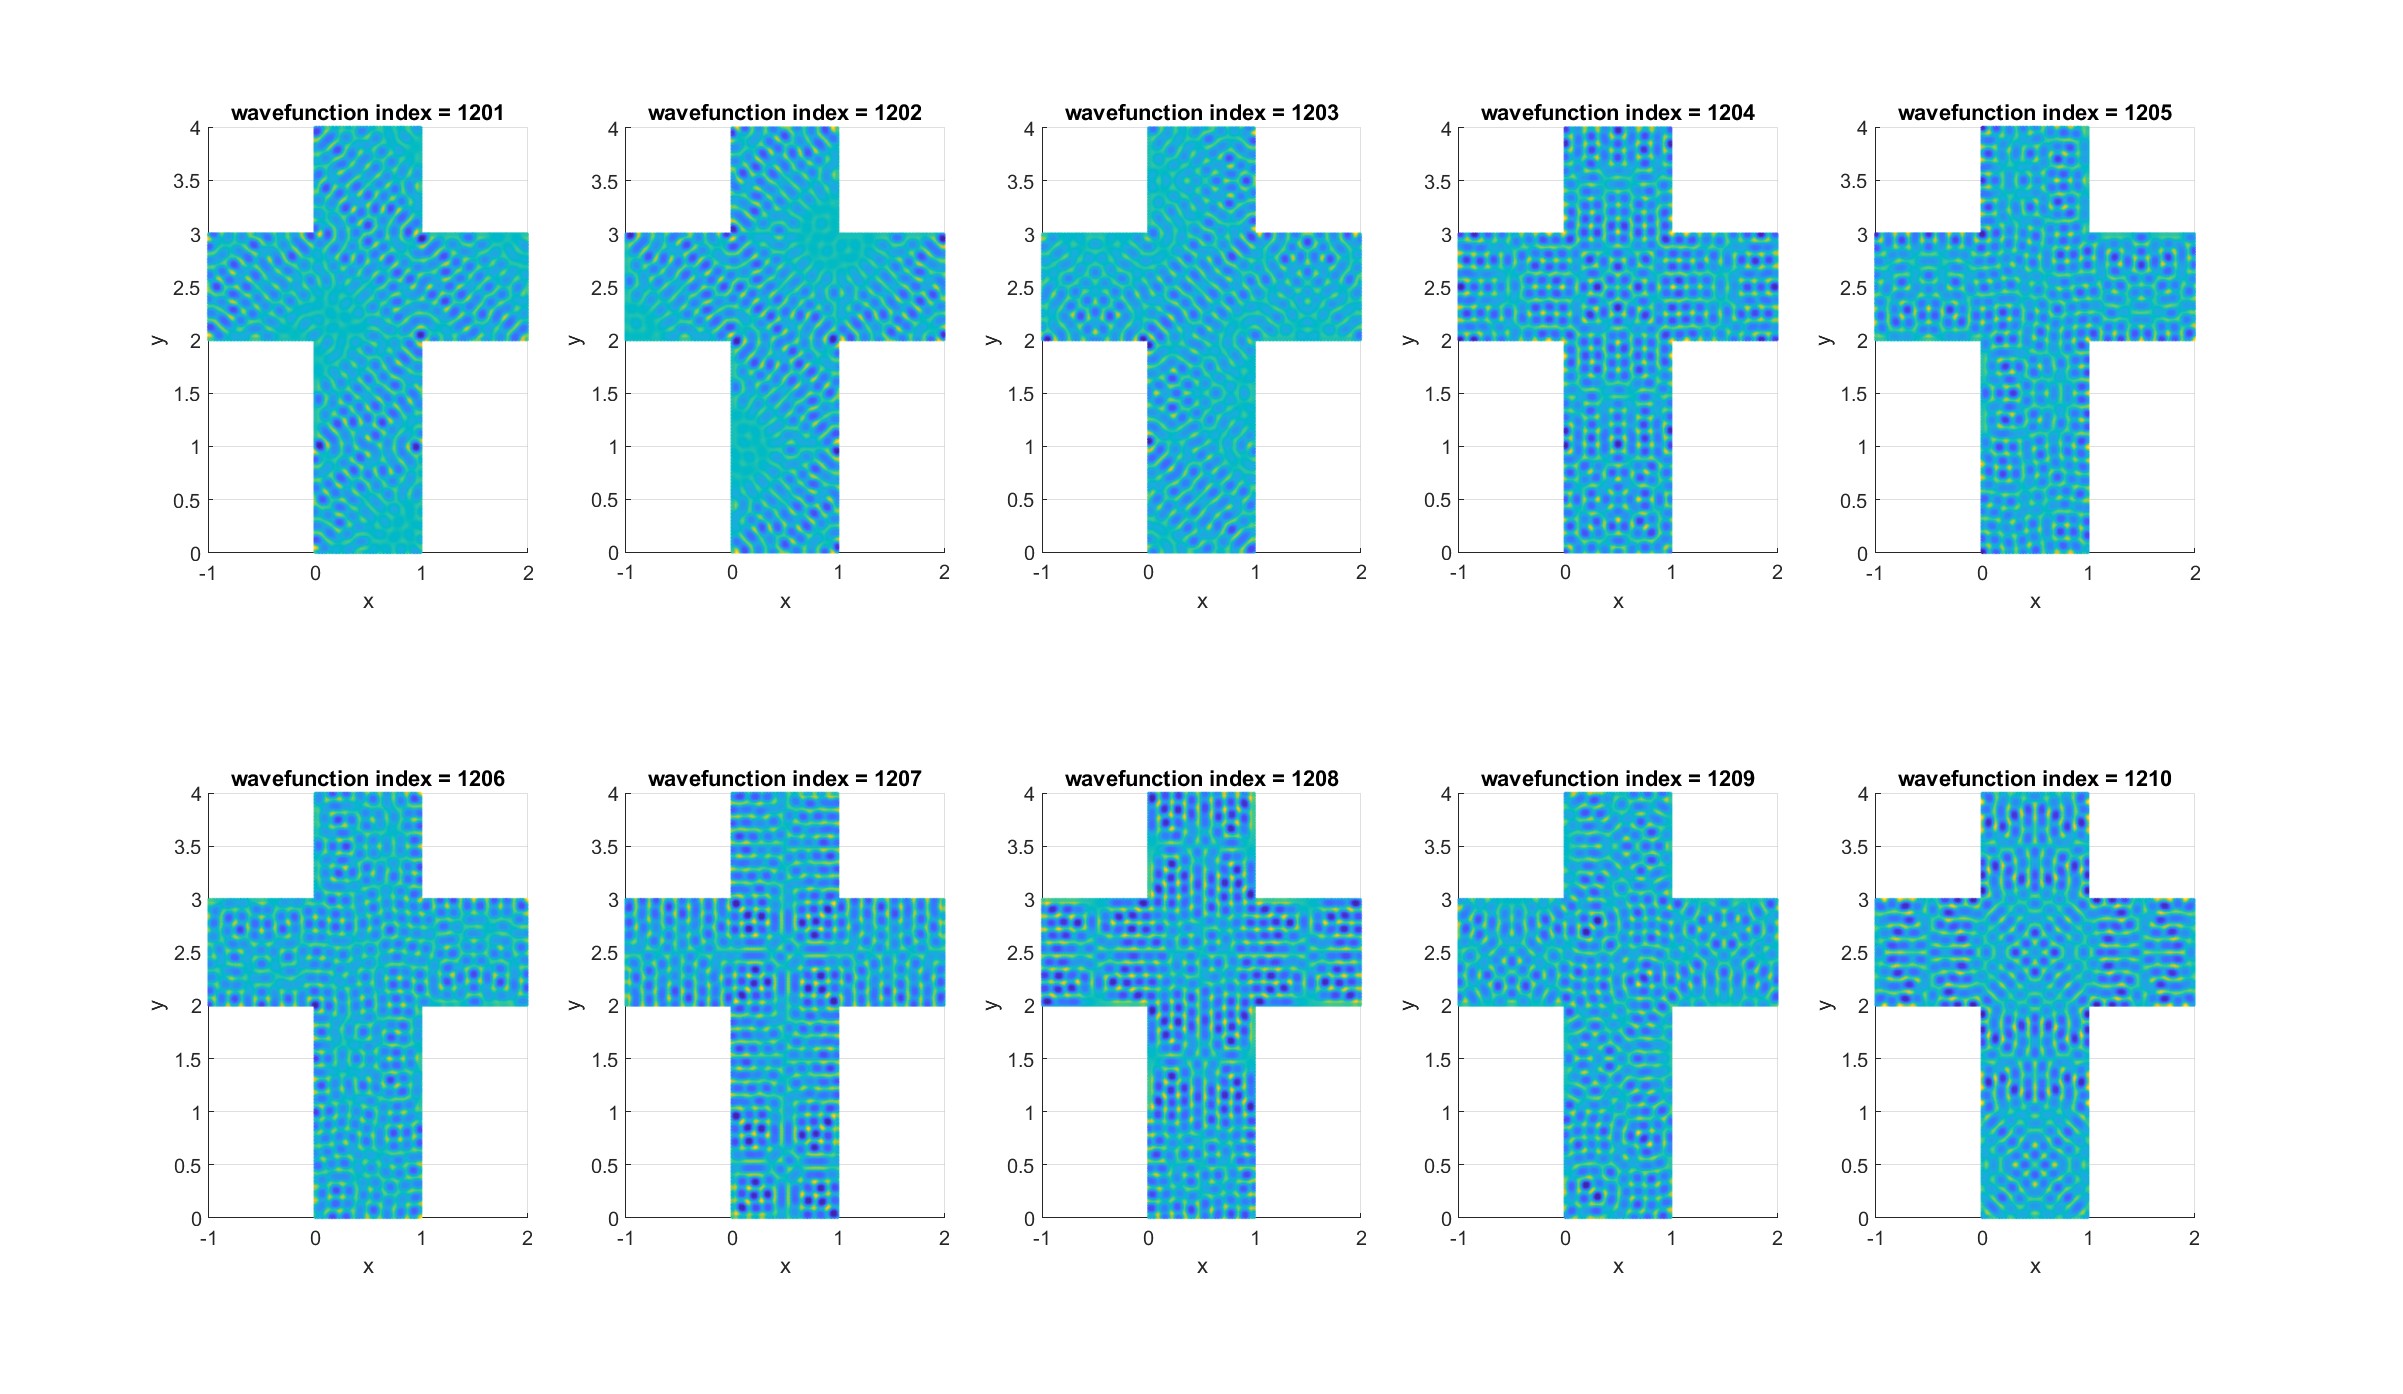 wavefunction index = 1201
wavefunction index = 1202
wavefunction index = 1203
wavefunction index = 1204
wavefunction index = 1205
4 4 4 4 4
3.5 3.5 3.5 3.5 3.5
3 3 3 3 3
2.5 2.5 2.5 2.5 2.5
y y y y y
2 2 2 2 2
1.5 1.5 1.5 1.5 1.5
1 1 1 1 1
0.5 0.5 0.5 0.5 0.5
0 0 0 0 0
-1 0 1 2 -1 0 1 2 -1 0 1 2 -1 0 1 2 -1 0 1 2
x x x x x
wavefunction index = 1206
wavefunction index = 1207
wavefunction index = 1208
wavefunction index = 1209
wavefunction index = 1210
4 4 4 4 4
3.5 3.5 3.5 3.5 3.5
3 3 3 3 3
2.5 2.5 2.5 2.5 2.5
y y y y y
2 2 2 2 2
1.5 1.5 1.5 1.5 1.5
1 1 1 1 1
0.5 0.5 0.5 0.5 0.5
0 0 0 0 0
-1 0 1 2 -1 0 1 2 -1 0 1 2 -1 0 1 2 -1 0 1 2
x x x x x